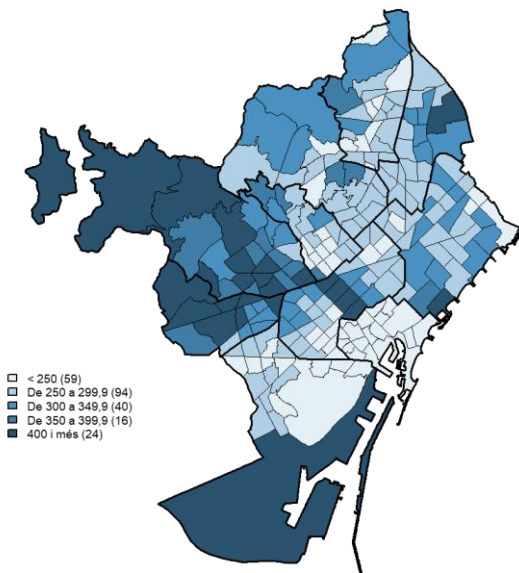 < 250 (59)
De 250 a 299,9 (94)
De 300 a 349,9 (40)
De 350 a 399,9 (16)
400 i més (24)